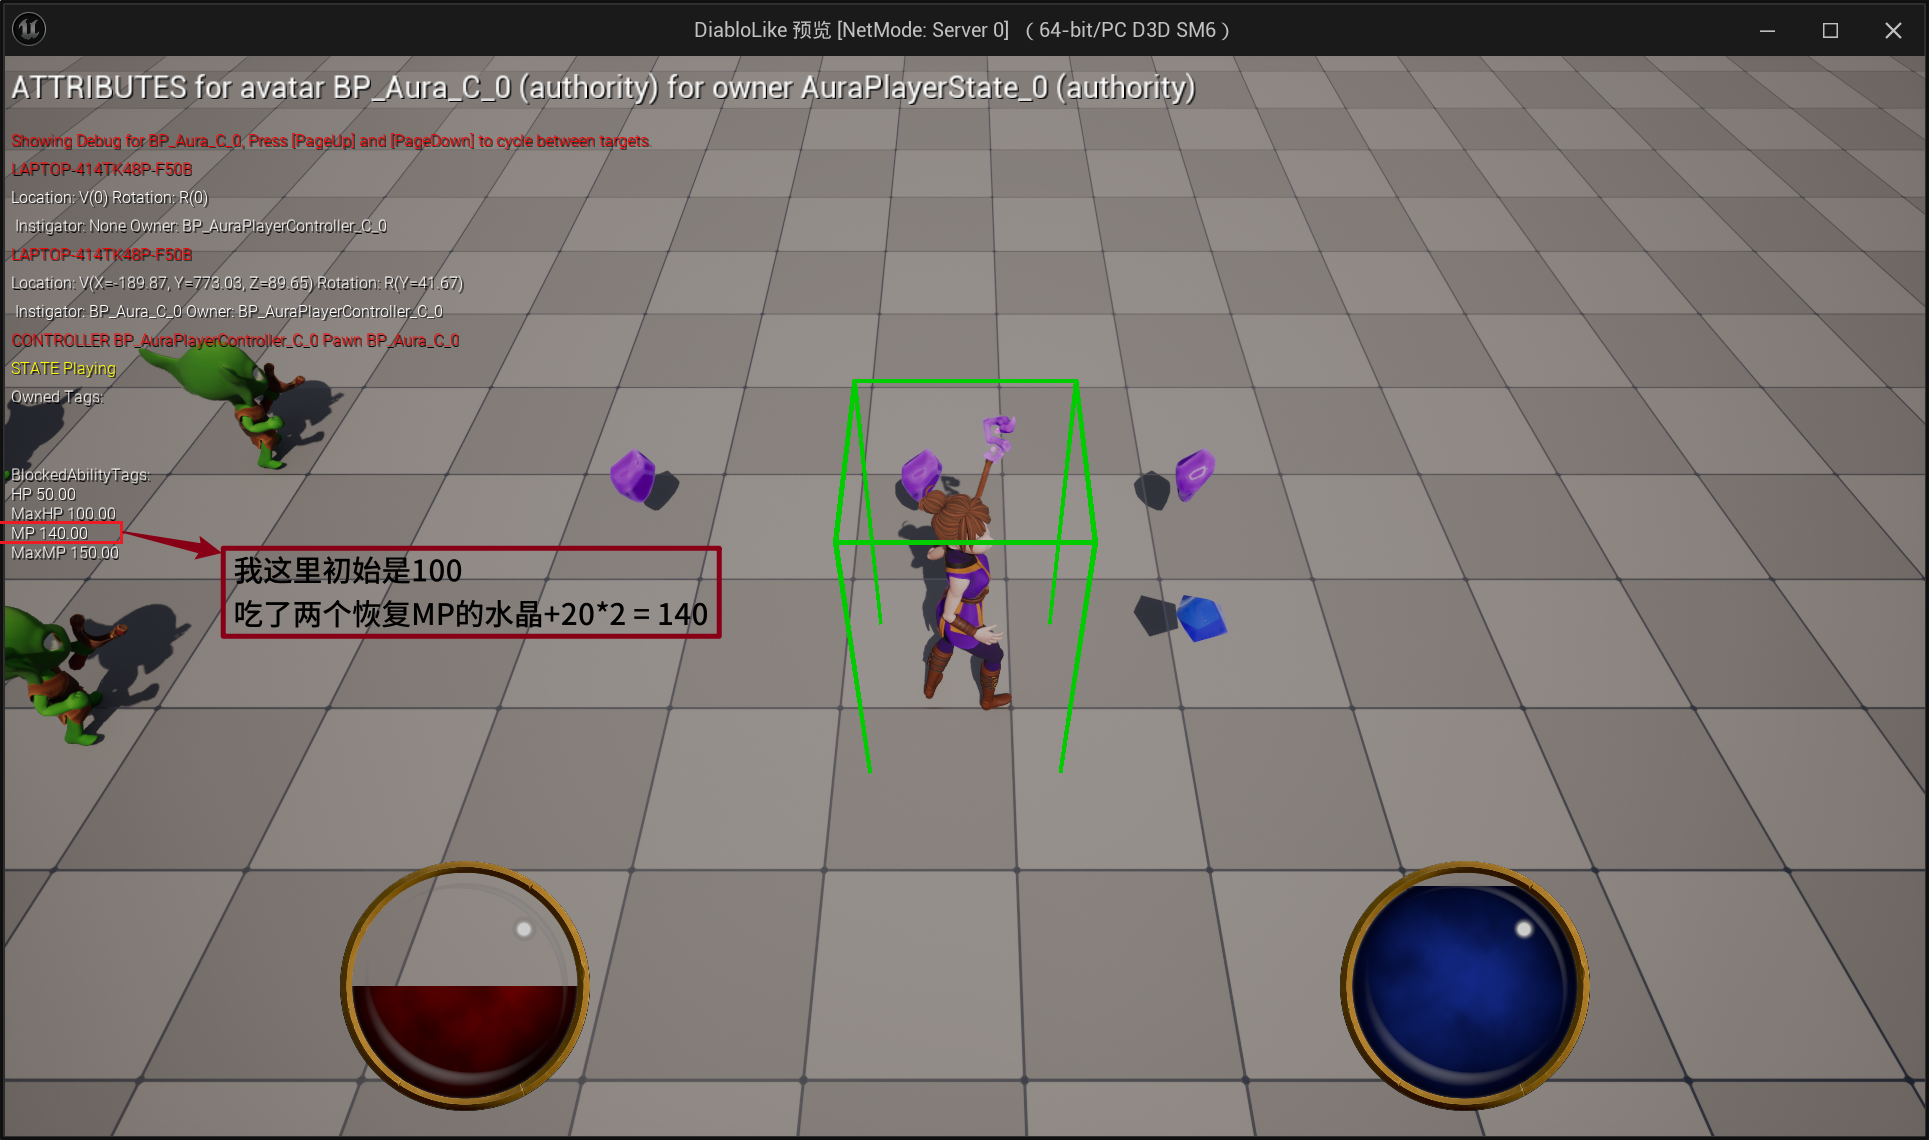 DiabloLike 预览 [NetMode: Server 0] （64-bit/PC D3D SM6）
ATTRIBUTES for avatar BP_Aura_C_0 (authority) for owner AuraPlayerState_0 (authority)
Showing Debug for BP_Aura_C_0, Press [PageUp] and [PageDown] to cycle between targets.
LAPTOP-414TK48P-F50B
Location: V(0) Rotation: R(0)
Instigator: None Owner: BP_AuraPlayerController_C_0
LAPTOP-414TK48P-F50B
Location: V(X=-189.87, Y=773.03, Z=89.65) Rotation: R(Y=41.67)
Instigator: BP_Aura_C_0 Owner: BP_AuraPlayerController_C_0
CONTROLLER BP_AuraPlayerController_C_0 Pawn BP_Aura_C_0
STATE Playing
Owned Tags:
BlockedAbilityTags:
HP 50.00
MaxHP 100.00
MP 140.00
MaxMP 150.00
我这里初始是100
吃了两个恢复MP的水晶+20*2 = 140